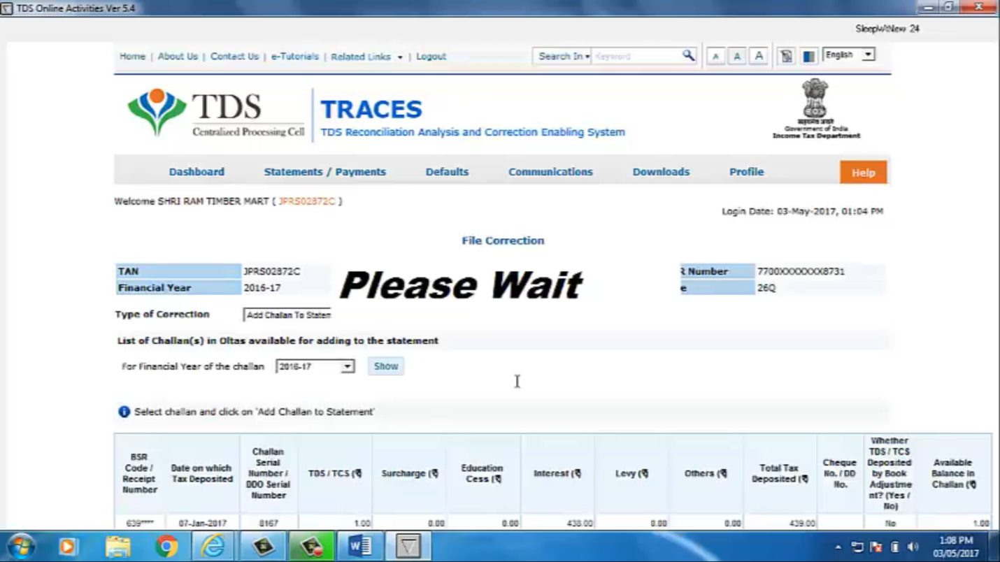 TDS Online Activities Ver 5.4
Home | About Us | Contact Us | e-Tutorials | Related Links | Logout
Search In
Keyword
A A A
English
TDS
Centralized Processing Cell
TRACES
TDS Reconciliation Analysis and Correction Enabling System
सत्यमेव जयते
Government of India
Income Tax Department
Dashboard Statements / Payments Defaults Communications Downloads Profile Help
Welcome SHRI RAM TIMBER MART ( JPRS02872C )
Login Date: 03-May-2017, 01:04 PM
File Correction
TAN JPRS02872C R Number 7700XXXXXXX8731
Financial Year 2016-17 e 26Q
Please Wait
Type of Correction Add Challan To Statem
List of Challan(s) in Oltas available for adding to the statement
For Financial Year of the challan 2016-17 Show
Select challan and click on 'Add Challan to Statement'
BSR Code / Receipt Number
Date on which Tax Deposited
Challan Serial Number / DDO Serial Number
TDS / TCS (₹
Surcharge (₹
Education Cess (₹
Interest (₹
Levy (₹
Others (₹
Total Tax Deposited (₹
Cheque No. / DD No.
Whether TDS / TCS Deposited by Book Adjustme nt? (Yes / No)
Available Balance in Challan (₹
639**** 07-Jan-2017 8167 1.00 0.00 0.00 438.00 0.00 0.00 439.00 No 1.00
1:08 PM
03/05/2017